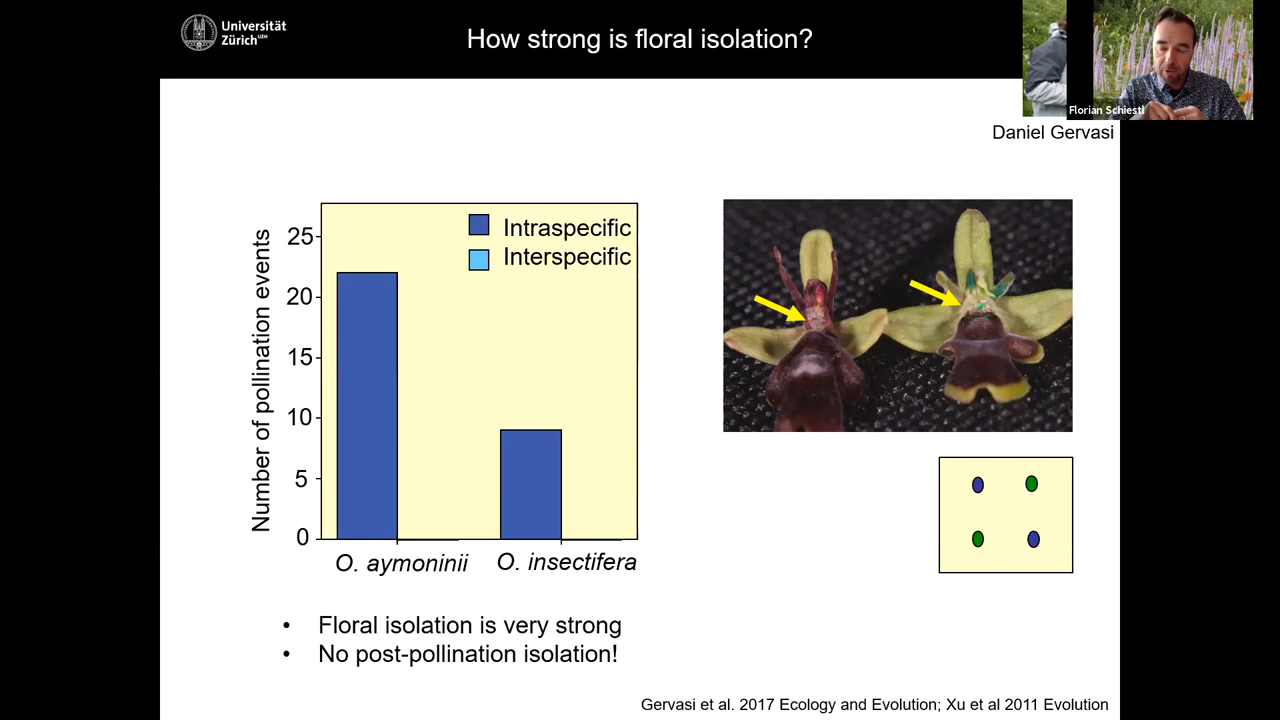 Universität
Zürich UZH
How strong is floral isolation?
Florian Schiestl
Daniel Gervasi
Number of pollination events
25
20
15
10
5
0
Intraspecific
Interspecific
O. aymoninii
O. insectifera
• Floral isolation is very strong
• No post-pollination isolation!
Gervasi et al. 2017 Ecology and Evolution; Xu et al 2011 Evolution